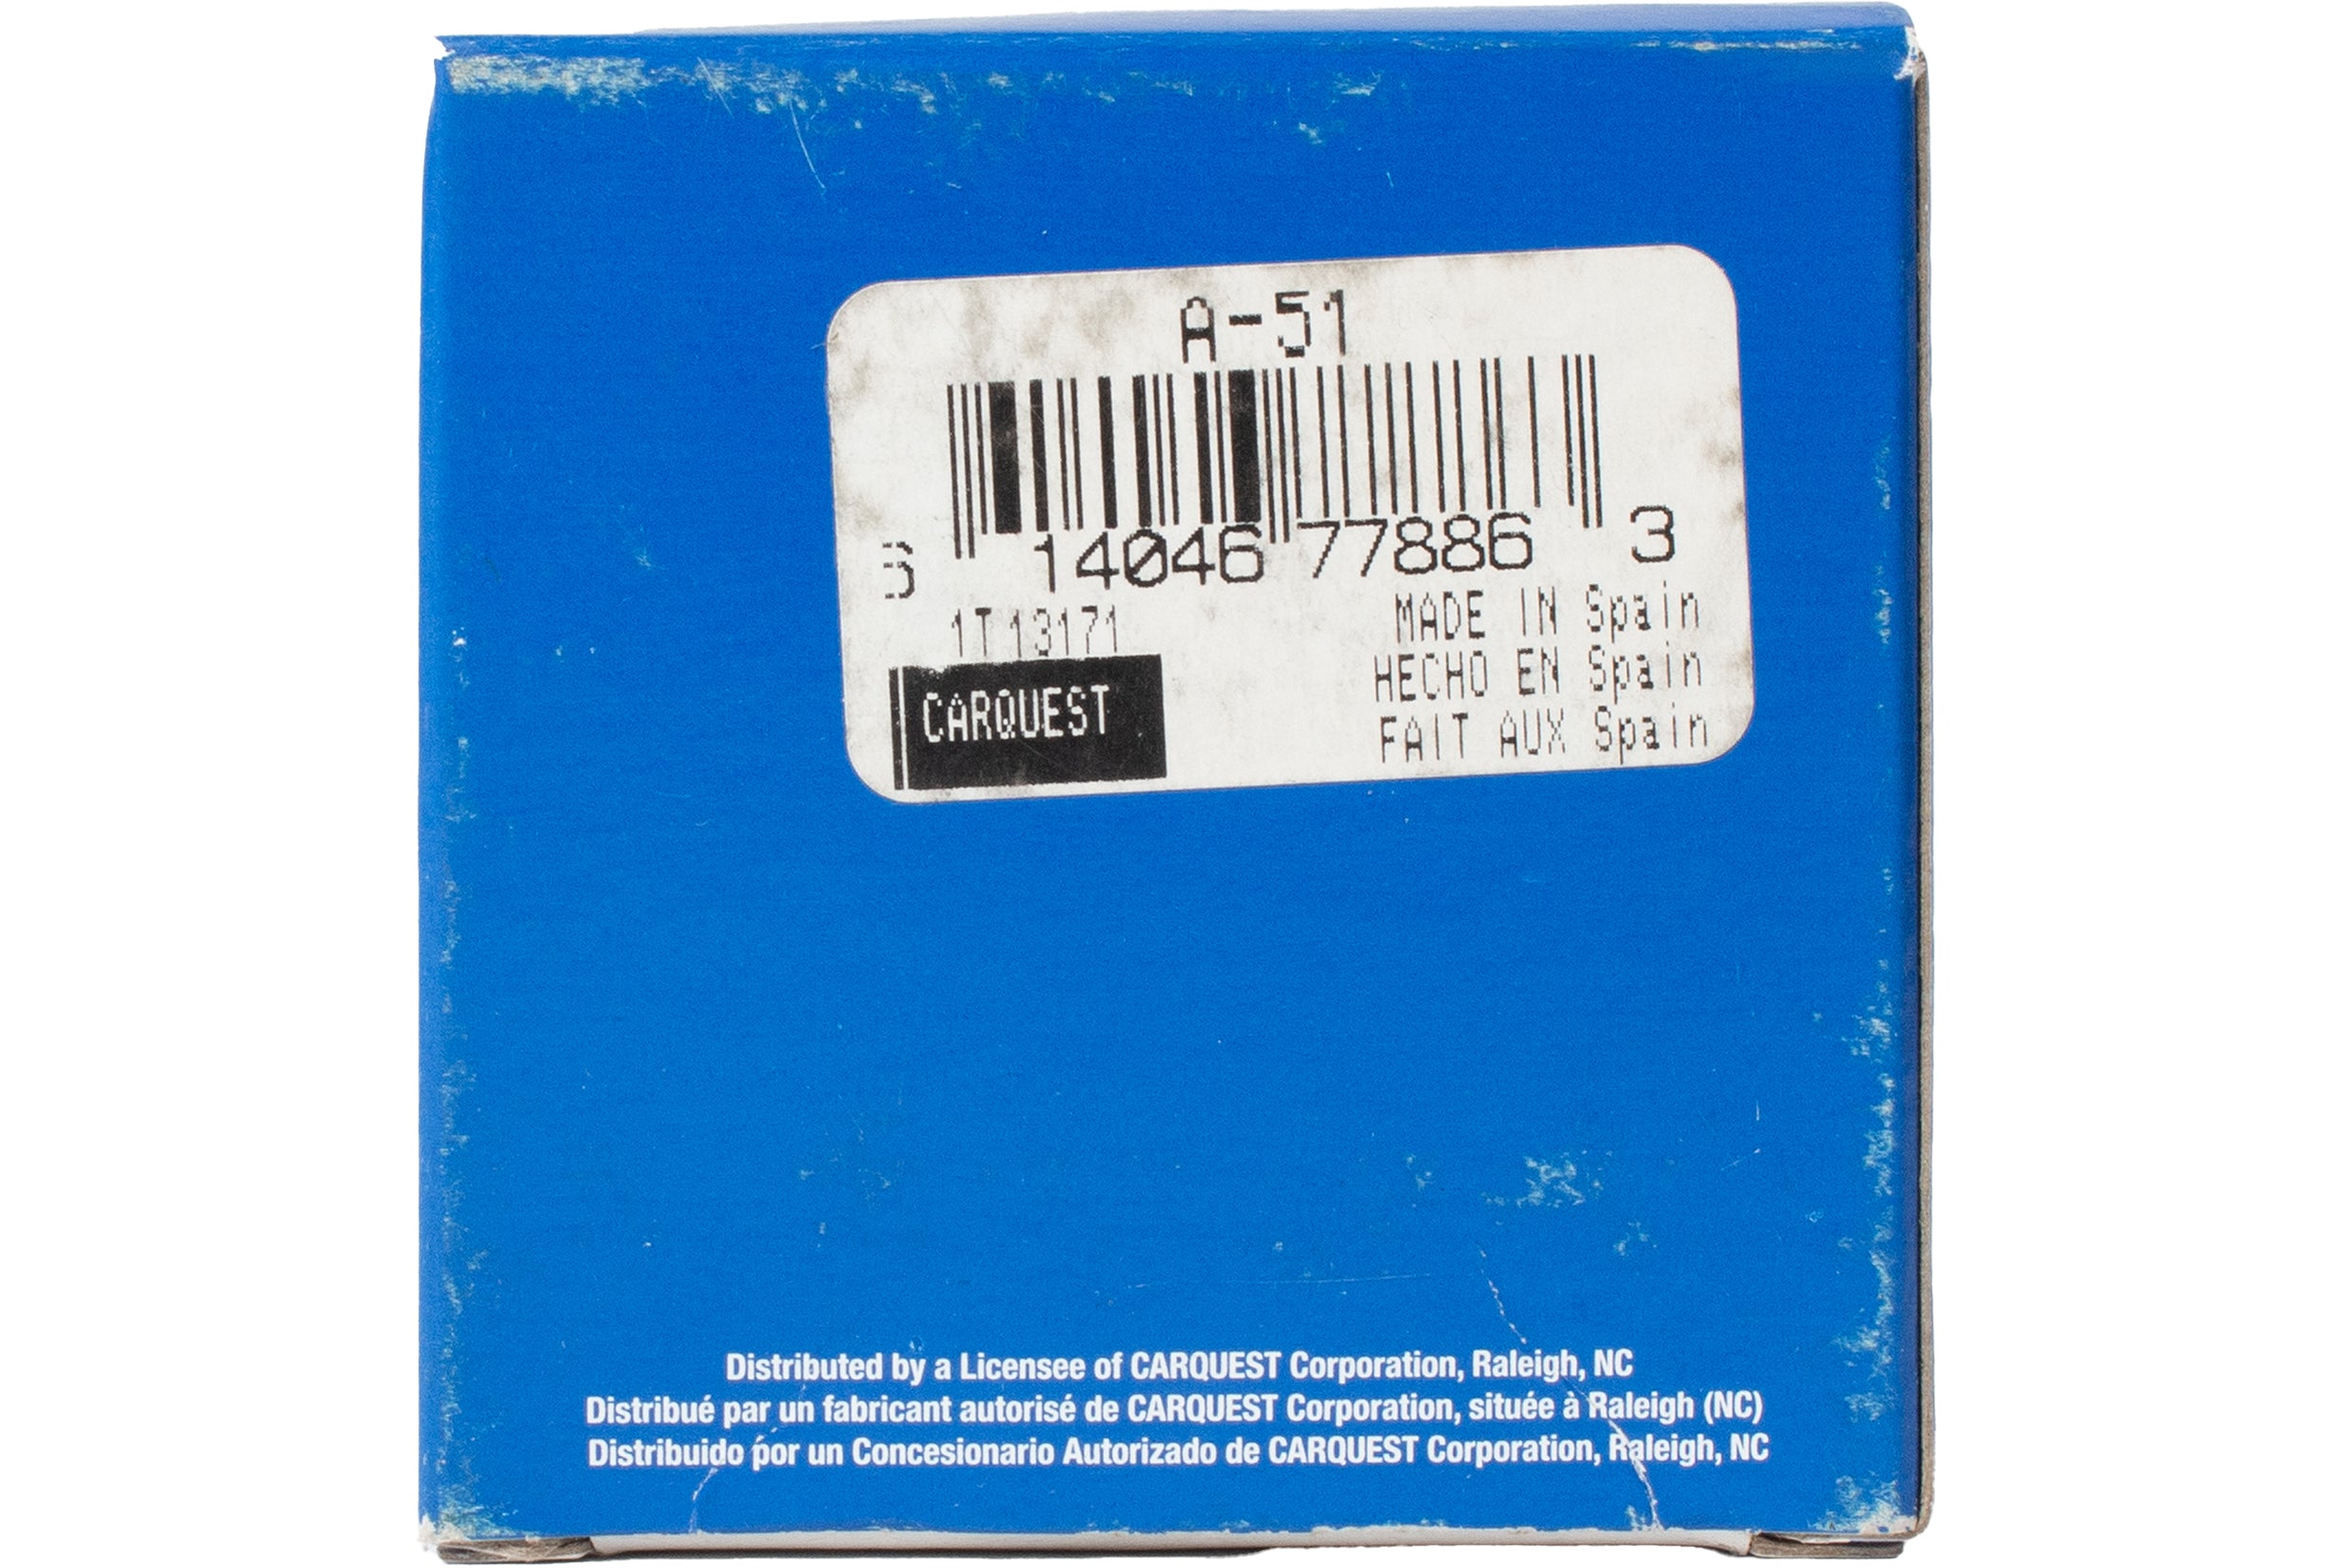 A-51
6 14046 77886 3
1T13171
MADE IN Spain
CARQUEST
HECHO EN Spain
FAIT AUX Spain
Distributed by a Licensee of CARQUEST Corporation, Raleigh, NC
Distribué par un fabricant autorisé de CARQUEST Corporation, située à Raleigh (NC)
Distribuido por un Concesionario Autorizado de CARQUEST Corporation, Raleigh, NC